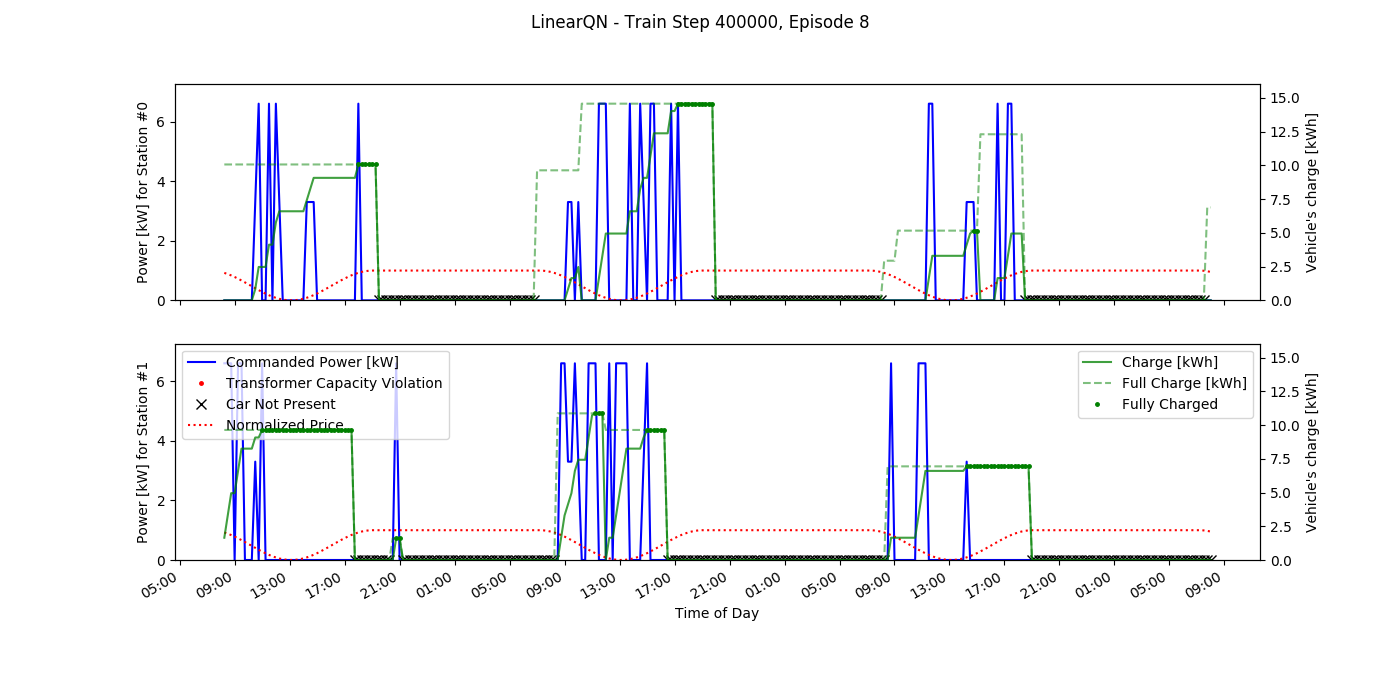 LinearQN - Train Step 400000, Episode 8
Power [kW] for Station #0
6
4
2
0
15.0
12.5
10.0
7.5
5.0
2.5
0.0
Vehicle's charge [kWh]
Power [kW] for Station #1
6
4
2
0
Commanded Power [kW]
Transformer Capacity Violation
Car Not Present
Normalized Price
Charge [kWh]
Full Charge [kWh]
Fully Charged
15.0
12.5
10.0
7.5
5.0
2.5
0.0
Vehicle's charge [kWh]
05:00 09:00 13:00 17:00 21:00 01:00 05:00 09:00 13:00 17:00 21:00 01:00 05:00 09:00 13:00 17:00 21:00 01:00 05:00 09:00
Time of Day